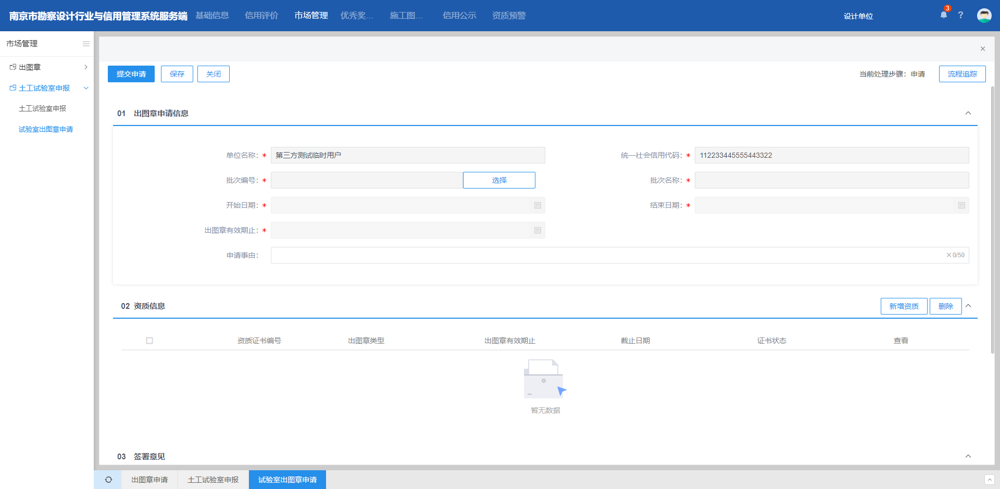 南京市勘察设计行业与信用管理系统服务端 基础信息 信用评价 市场管理 优秀奖... 施工图... 信用公示 资质预警 设计单位 3 ?
市场管理
出图章
土工试验室申报
土工试验室申报
试验室出图章申请
提交申请 保存 关闭 当前处理步骤：申请 流程追踪
01 出图章申请信息
单位名称：* 第三方测试临时用户 统一社会信用代码：* 112233445555443322
批次编号：* 选择 批次名称：*
开始日期：* 结束日期：*
出图章有效期止：*
申请事由： 0/50
02 资质信息 新增资质 删除
资质证书编号 出图章类型 出图章有效期止 截止日期 证书状态 查看
暂无数据
03 签署意见
出图章申请 土工试验室申报 试验室出图章申请